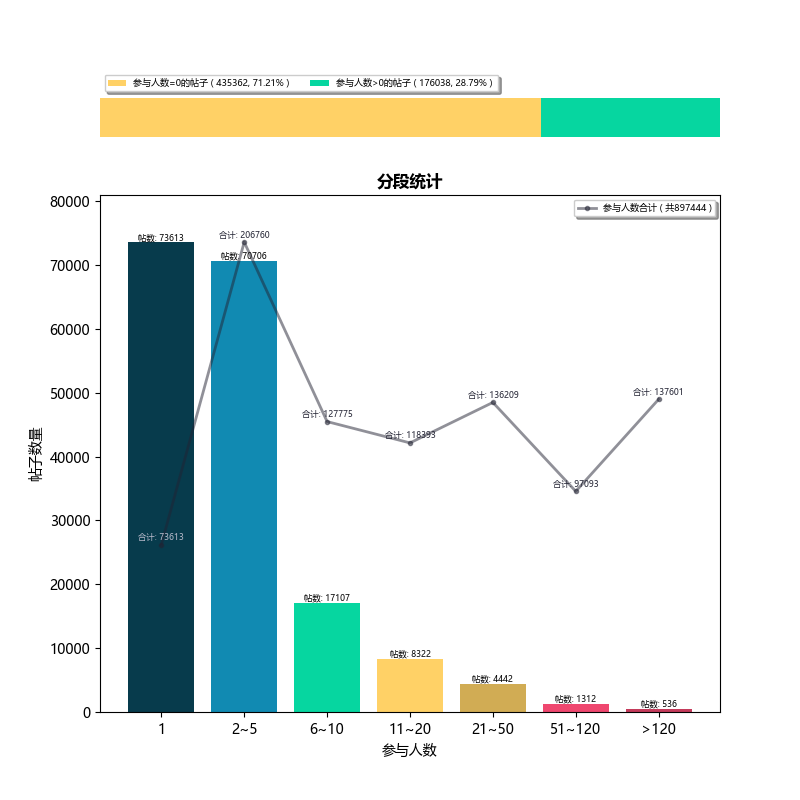 参与人数=0的帖子 ( 435362, 71.21% )
参与人数>0的帖子 ( 176038, 28.79% )
分段统计
参与人数合计 ( 共897444 )
80000
70000
60000
50000
40000
30000
20000
10000
0
帖子数量
帖数: 73613
合计: 206760
帖数: 70706
合计: 127775
合计: 118393
合计: 136209
合计: 97093
合计: 137601
合计: 73613
帖数: 17107
帖数: 8322
帖数: 4442
帖数: 1312
帖数: 536
1
2~5
6~10
11~20
21~50
51~120
>120
参与人数